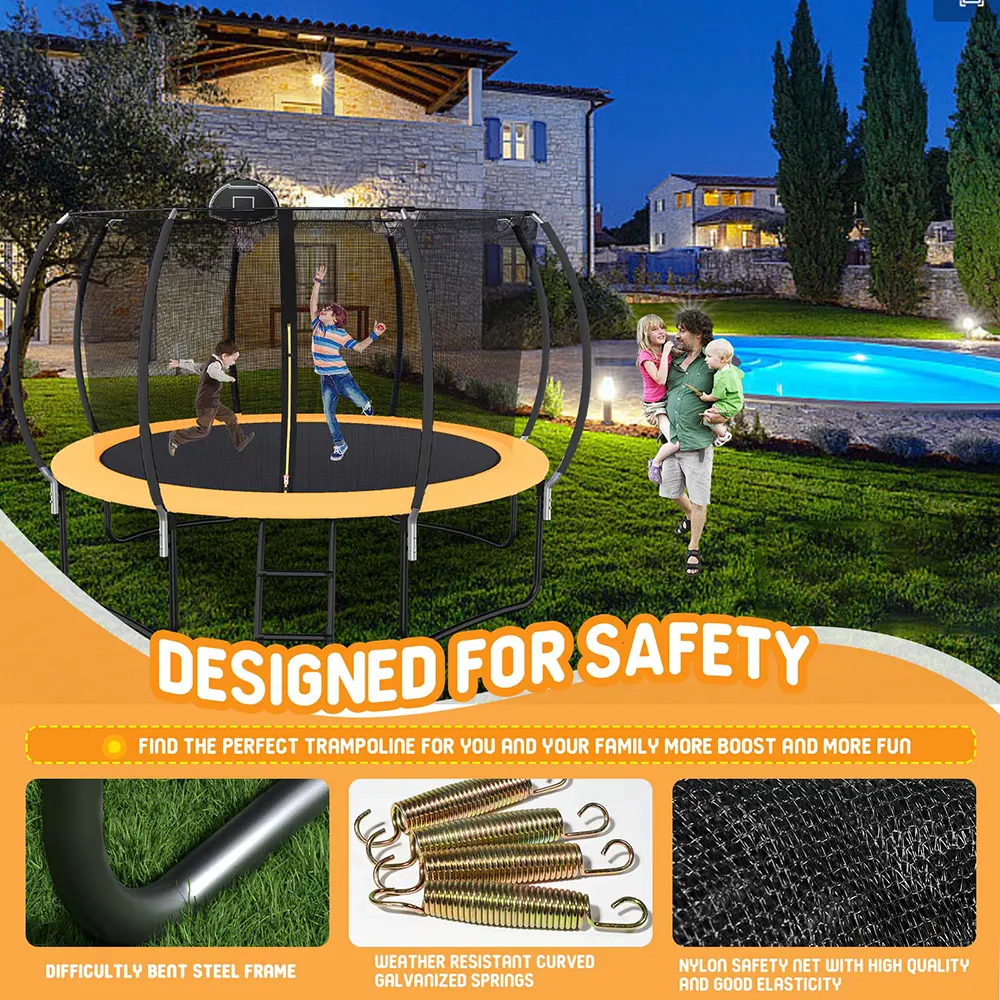 DESIGNED FOR SAFETY
FIND THE PERFECT TRAMPOLINE FOR YOU AND YOUR FAMILY MORE BOOST AND MORE FUN
DIFFICULTLY BENT STEEL FRAME
WEATHER RESISTANT CURVED
GALVANIZED SPRINGS
NYLON SAFETY NET WITH HIGH QUALITY
AND GOOD ELASTICITY